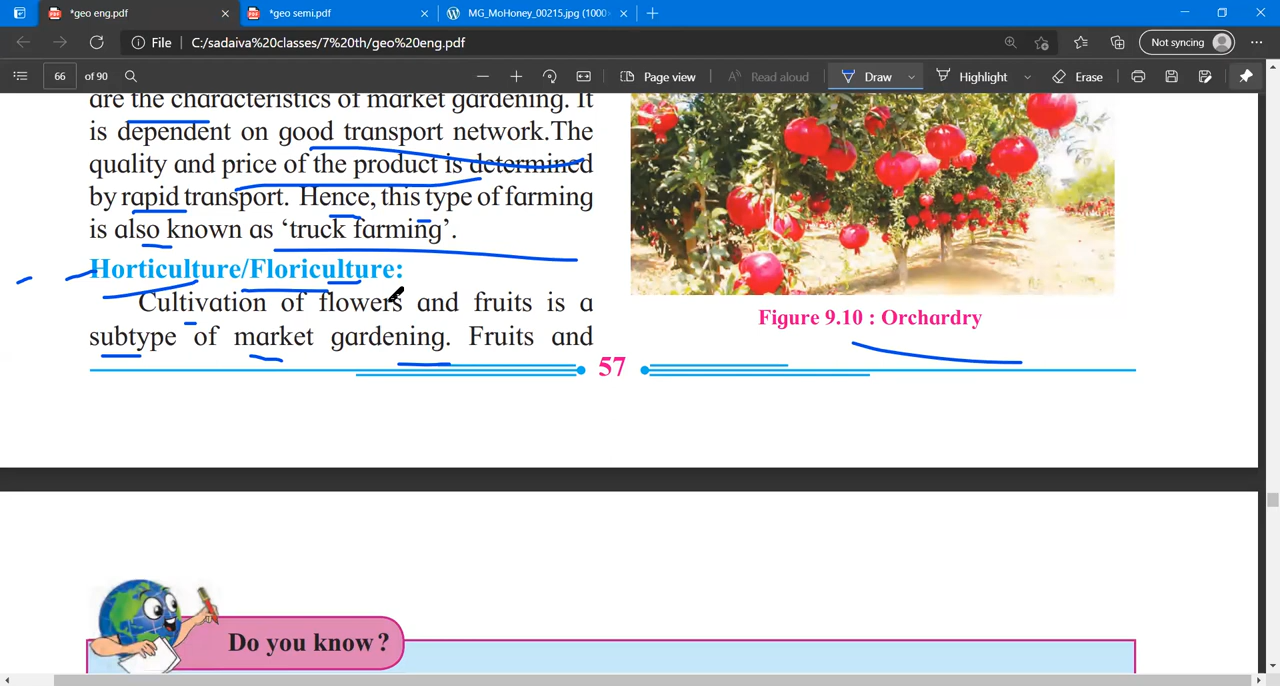 *geo eng.pdf
*geo semi.pdf
MG_MoHoney_00215.jpg (1000×
File
C:/sadaiva%20classes/7%20th/geo%20eng.pdf
Not syncing
66
of 90
Page view
Read aloud
Draw
Highlight
Erase
are the characteristics of market gardening. It
is dependent on good transport network.The
quality and price of the product is determined
by rapid transport. Hence, this type of farming
is also known as ‘truck farming’.
Horticulture/Floriculture:
Cultivation of flowers and fruits is a
subtype of market gardening. Fruits and
Figure 9.10 : Orchardry
57
Do you know ?